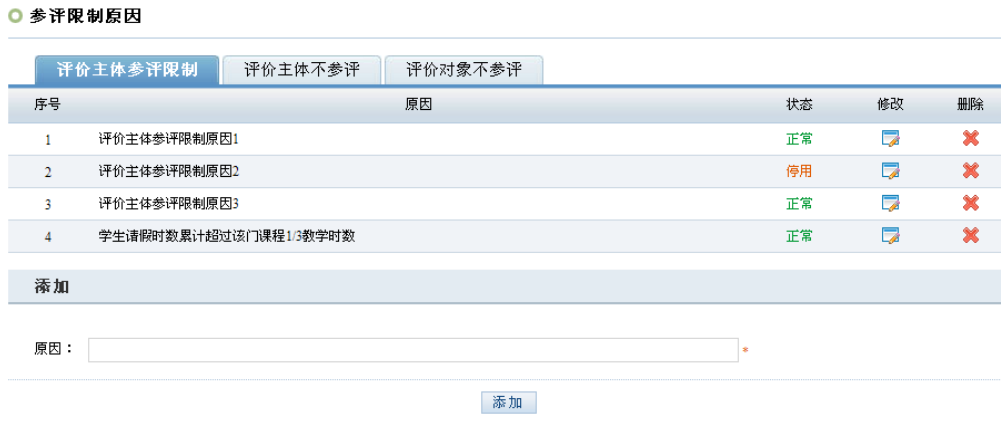 参评限制原因
评价主体参评限制 评价主体不参评 评价对象不参评
序号 原因 状态 修改 删除
1 评价主体参评限制原因1 正常
2 评价主体参评限制原因2 停用
3 评价主体参评限制原因3 正常
4 学生请假时数累计超过该门课程1/3教学时数 正常
添加
原因： *
添加